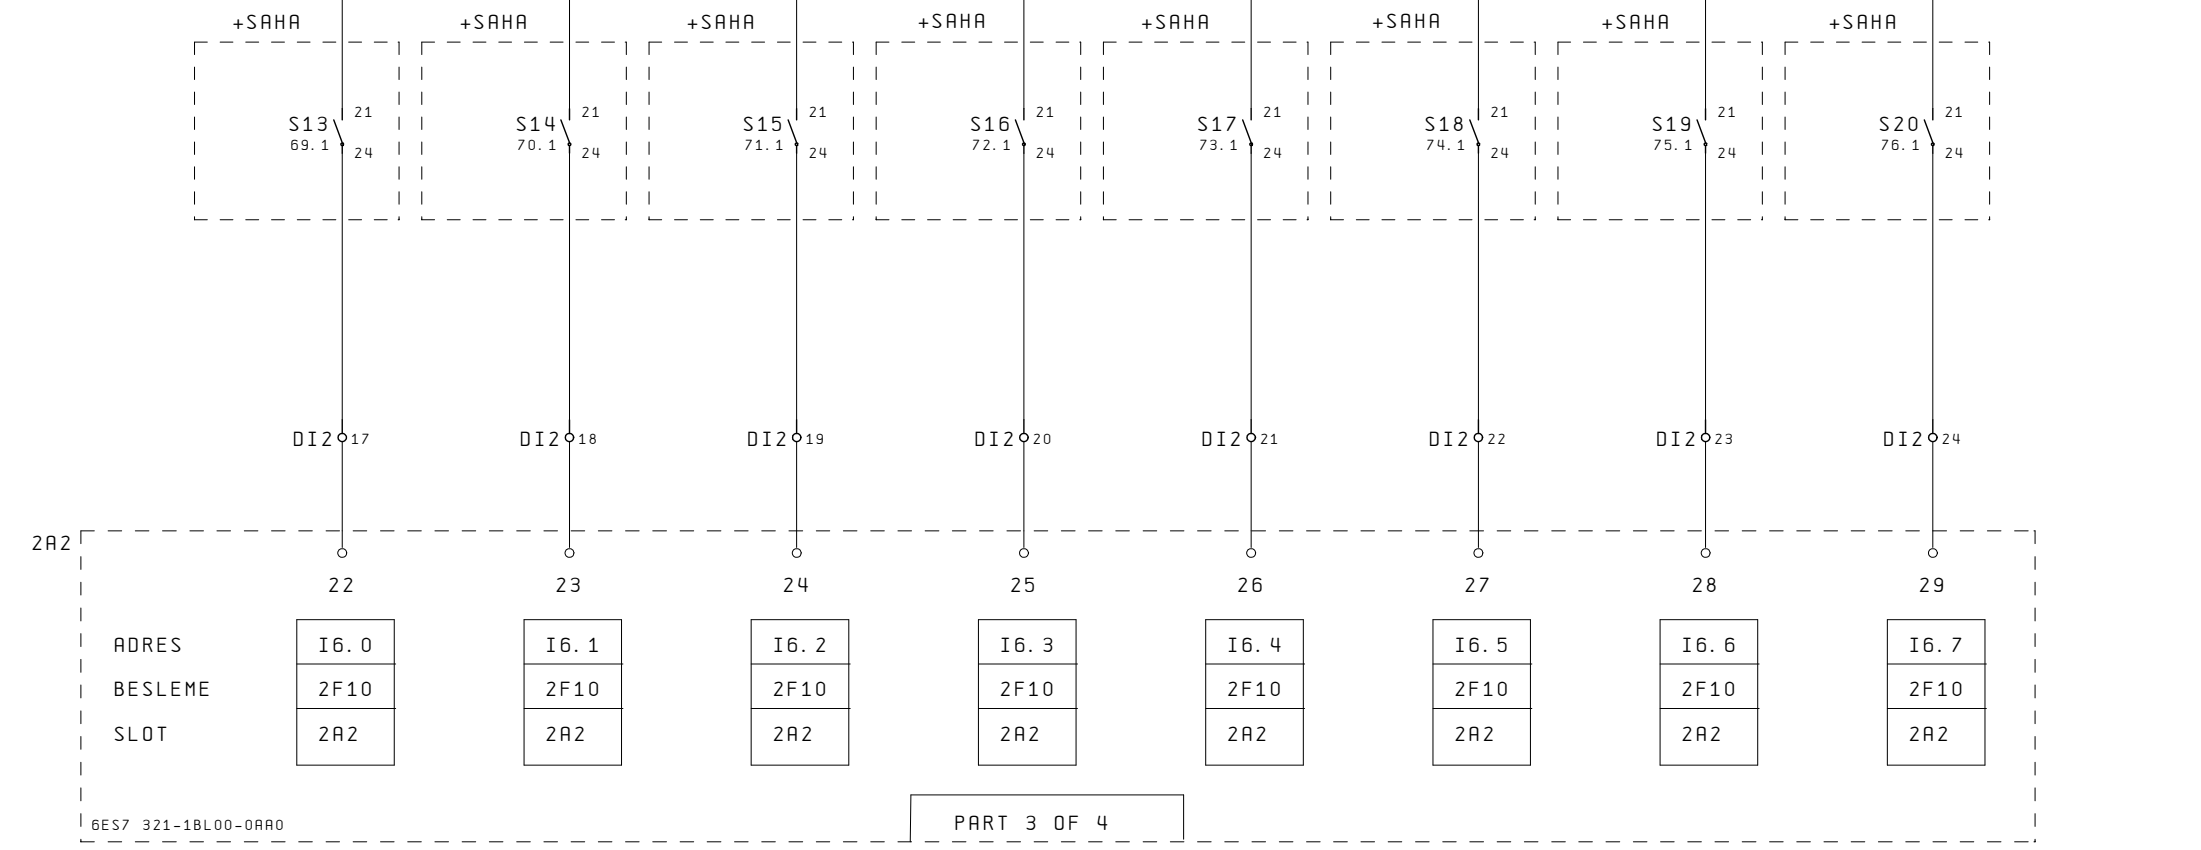 +SAHA +SAHA +SAHA +SAHA +SAHA +SAHA +SAHA +SAHA
21 21 21 21 21 21 21 21
S13 S14 S15 S16 S17 S18 S19 S20
69.1 70.1 71.1 72.1 73.1 74.1 75.1 76.1
24 24 24 24 24 24 24 24
DI2 17 DI2 18 DI2 19 DI2 20 DI2 21 DI2 22 DI2 23 DI2 24
2A2
22 23 24 25 26 27 28 29
ADRES I6.0 I6.1 I6.2 I6.3 I6.4 I6.5 I6.6 I6.7
BESLEME 2F10 2F10 2F10 2F10 2F10 2F10 2F10 2F10
SLOT 2A2 2A2 2A2 2A2 2A2 2A2 2A2 2A2
PART 3 OF 4
6ES7 321-1BL00-0AA0